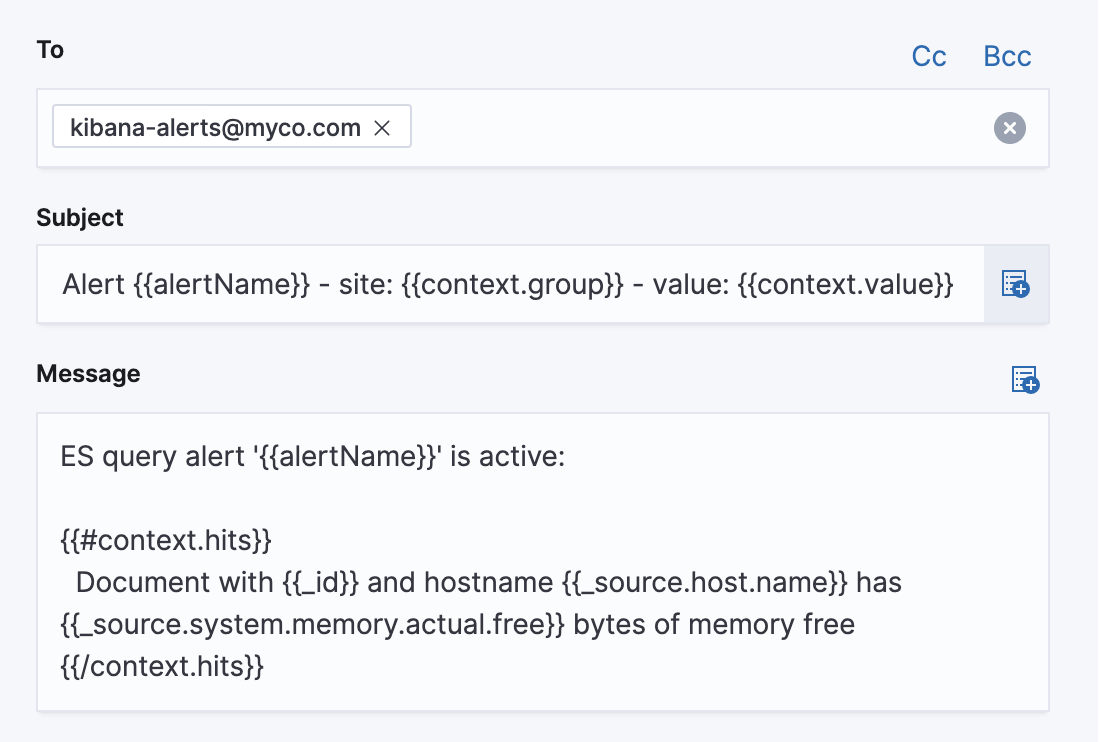 To
Cc Bcc
kibana-alerts@myco.com
Subject
Alert {{alertName}} - site: {{context.group}} - value: {{context.value}}
Message
ES query alert '{{alertName}}' is active:
{{#context.hits}}
Document with {{_id}} and hostname {{_source.host.name}} has
{{_source.system.memory.actual.free}} bytes of memory free
{{/context.hits}}